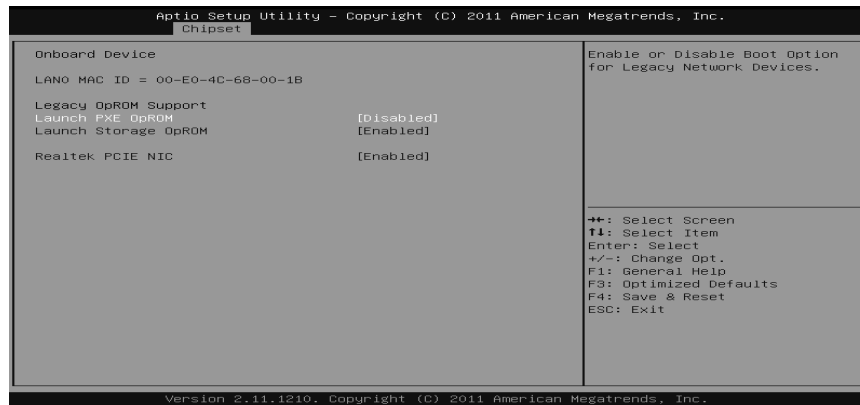 Aptio Setup Utility – Copyright (C) 2011 American Megatrends, Inc.
Chipset
Onboard Device
LAN0 MAC ID = 00-E0-4C-68-00-1B
Legacy OpROM Support
Launch PXE OpROM [Disabled]
Launch Storage OpROM [Enabled]
Realtek PCIE NIC [Enabled]
Enable or Disable Boot Option
for Legacy Network Devices.
→←: Select Screen
↑↓: Select Item
Enter: Select
+/-: Change Opt.
F1: General Help
F3: Optimized Defaults
F4: Save & Reset
ESC: Exit
Version 2.11.1210. Copyright (C) 2011 American Megatrends, Inc.